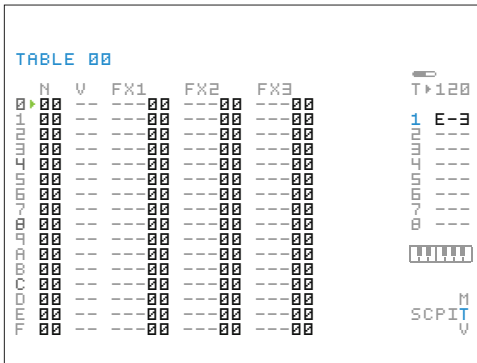 TABLE 00
N V FX1 FX2 FX3
T▸120
0▸00 -- ---00 ---00 ---00
1 00 -- ---00 ---00 ---00
1 E-3
2 00 -- ---00 ---00 ---00
2 ---
3 00 -- ---00 ---00 ---00
3 ---
4 00 -- ---00 ---00 ---00
4 ---
5 00 -- ---00 ---00 ---00
5 ---
6 00 -- ---00 ---00 ---00
6 ---
7 00 -- ---00 ---00 ---00
7 ---
8 00 -- ---00 ---00 ---00
8 ---
9 00 -- ---00 ---00 ---00
A 00 -- ---00 ---00 ---00
B 00 -- ---00 ---00 ---00
C 00 -- ---00 ---00 ---00
D 00 -- ---00 ---00 ---00
M
E 00 -- ---00 ---00 ---00
SCPIT
F 00 -- ---00 ---00 ---00
V